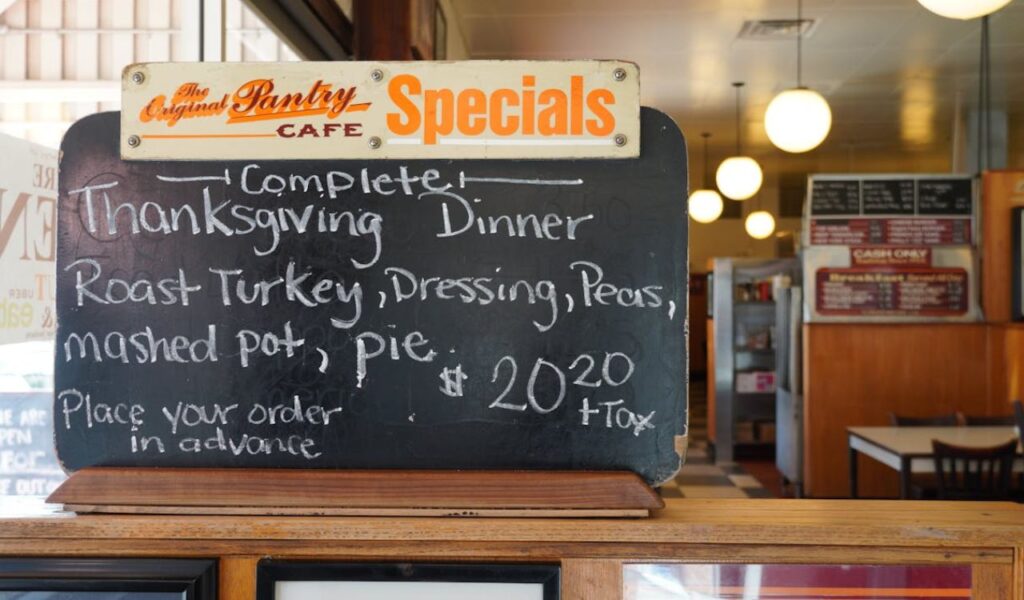 The Original Pantry CAFE Specials
Complete
Thanksgiving Dinner
Roast Turkey, Dressing, Peas,
mashed pot, pie
$2020
+Tax
Place your order
in advance
CASH ONLY
Breakfast